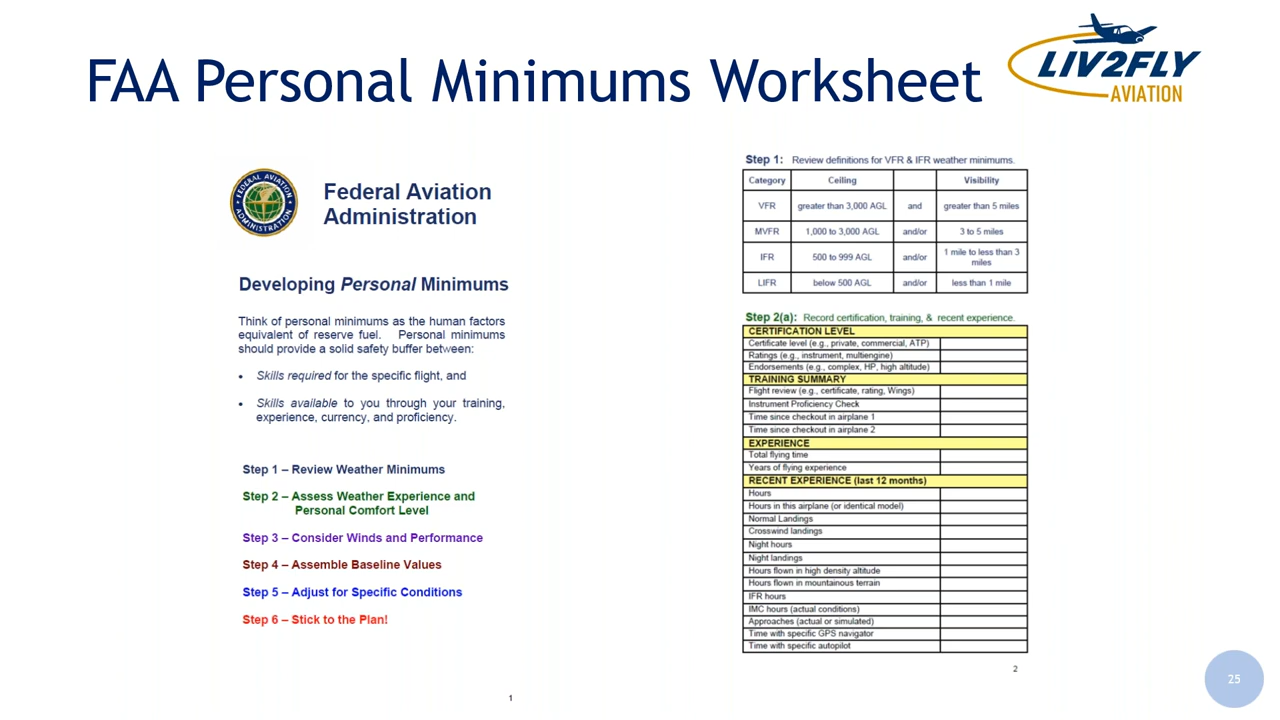 FAA Personal Minimums Worksheet
LIV2FLY
AVIATION
FEDERAL AVIATION
ADMINISTRATION
Federal Aviation
Administration
Developing Personal Minimums
Think of personal minimums as the human factors
equivalent of reserve fuel. Personal minimums
should provide a solid safety buffer between:
• Skills required for the specific flight, and
• Skills available to you through your training,
experience, currency, and proficiency.
Step 1 – Review Weather Minimums
Step 2 – Assess Weather Experience and
Personal Comfort Level
Step 3 – Consider Winds and Performance
Step 4 – Assemble Baseline Values
Step 5 – Adjust for Specific Conditions
Step 6 – Stick to the Plan!
1
Step 1: Review definitions for VFR & IFR weather minimums.
Category Ceiling Visibility
VFR greater than 3,000 AGL and greater than 5 miles
MVFR 1,000 to 3,000 AGL and/or 3 to 5 miles
IFR 500 to 999 AGL and/or 1 mile to less than 3
miles
LIFR below 500 AGL and/or less than 1 mile
Step 2(a): Record certification, training, & recent experience.
CERTIFICATION LEVEL
Certificate level (e.g., private, commercial, ATP)
Ratings (e.g., instrument, multiengine)
Endorsements (e.g., complex, HP, high altitude)
TRAINING SUMMARY
Flight review (e.g., certificate, rating, Wings)
Instrument Proficiency Check
Time since checkout in airplane 1
Time since checkout in airplane 2
EXPERIENCE
Total flying time
Years of flying experience
RECENT EXPERIENCE (last 12 months)
Hours
Hours in this airplane (or identical model)
Normal Landings
Crosswind landings
Night hours
Night landings
Hours flown in high density altitude
Hours flown in mountainous terrain
IFR hours
IMC hours (actual conditions)
Approaches (actual or simulated)
Time with specific GPS navigator
Time with specific autopilot
2
25